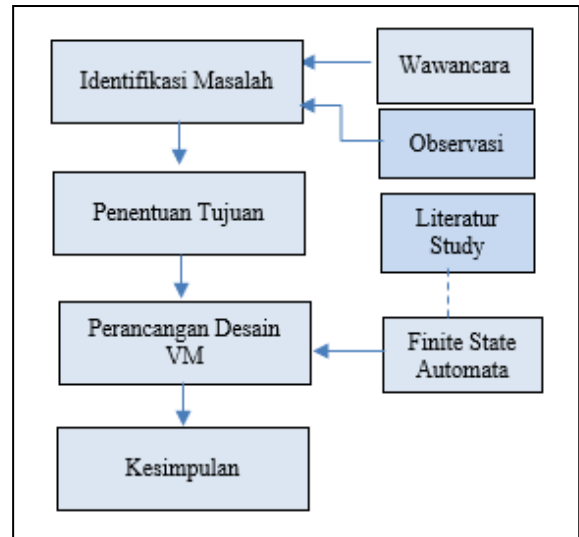 Identifikasi Masalah
Wawancara
Observasi
Penentuan Tujuan
Literatur
Study
Perancangan Desain
VM
Finite State
Automata
Kesimpulan